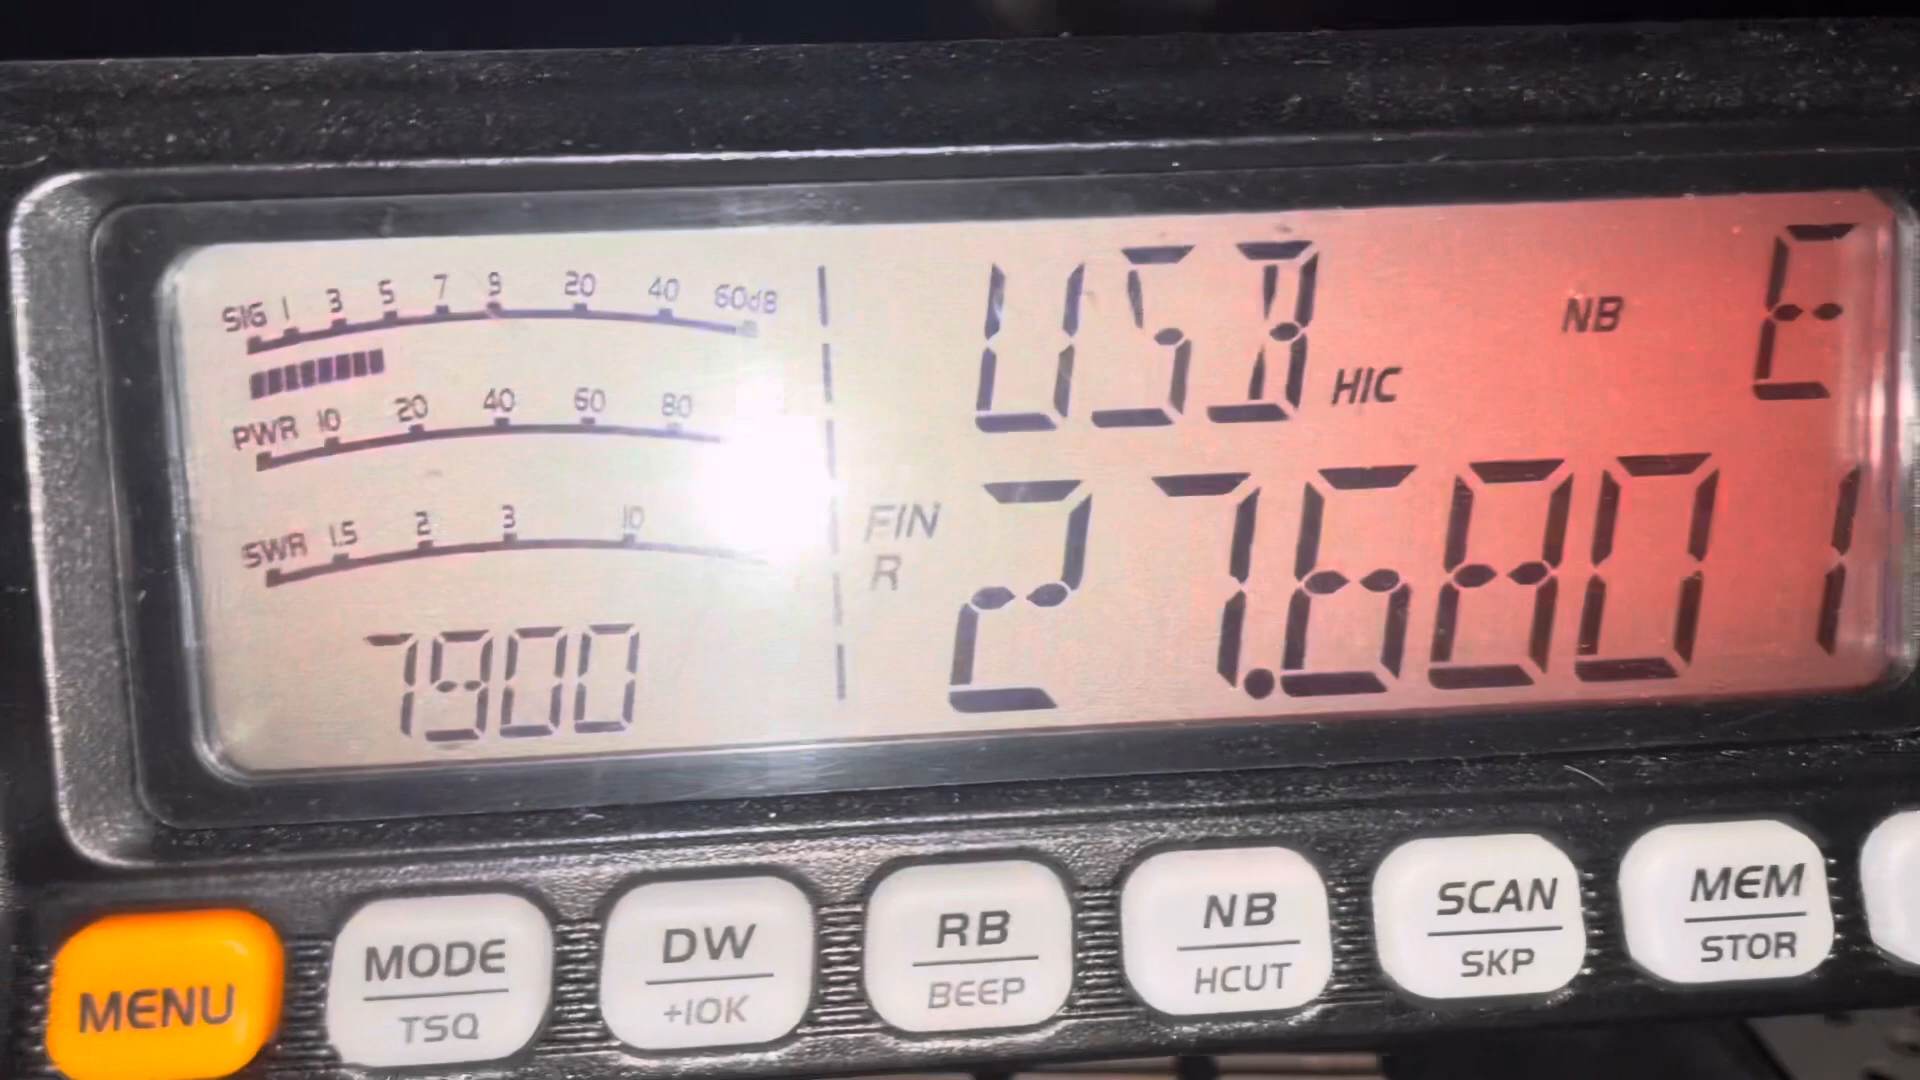 SIG 1 3 5 7 9 20 40 60dB
PWR 10 20 40 60 80
SWR 1.5 2 3 10
7900
USB HIC NB E
FIN
R
27.6801
MENU
MODE
TSQ
DW
+10K
RB
BEEP
NB
HCUT
SCAN
SKP
MEM
STOR